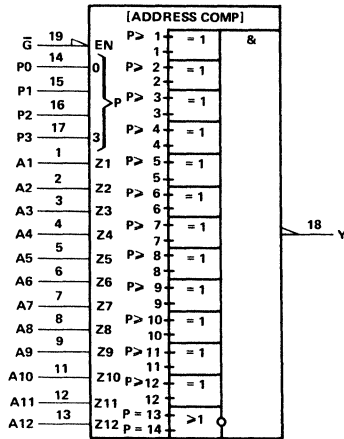 [ADDRESS COMP]
G 19 EN
P0 14 0
P1 15
P2 16 P
P3 17 3
A1 1 Z1
A2 2 Z2
A3 3 Z3
A4 4 Z4
A5 5 Z5
A6 6 Z6
A7 7 Z7
A8 8 Z8
A9 9 Z9
A10 11 Z10
A11 12 Z11
A12 13 Z12
P⩾ 1 = 1
1
P⩾ 2 = 1
2
P⩾ 3 = 1
3
P⩾ 4 = 1
4
P⩾ 5 = 1
5
P⩾ 6 = 1
6
P⩾ 7 = 1
7
P⩾ 8 = 1
8
P⩾ 9 = 1
9
P⩾ 10 = 1
10
P⩾ 11 = 1
11
P⩾ 12 = 1
12
P = 13 ⩾1
P = 14
&
18 Y